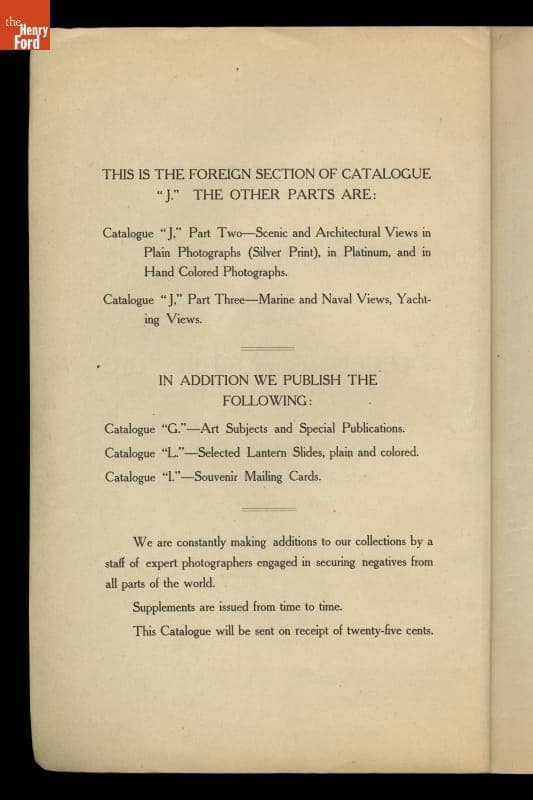 the
Henry
Ford
THIS IS THE FOREIGN SECTION OF CATALOGUE
"J." THE OTHER PARTS ARE:
Catalogue "J," Part Two—Scenic and Architectural Views in
Plain Photographs (Silver Print), in Platinum, and in
Hand Colored Photographs.
Catalogue "J," Part Three—Marine and Naval Views, Yacht-
ing Views.
IN ADDITION WE PUBLISH THE
FOLLOWING:
Catalogue "G."—Art Subjects and Special Publications.
Catalogue "L."—Selected Lantern Slides, plain and colored.
Catalogue "I."—Souvenir Mailing Cards.
We are constantly making additions to our collections by a
staff of expert photographers engaged in securing negatives from
all parts of the world.
Supplements are issued from time to time.
This Catalogue will be sent on receipt of twenty-five cents.